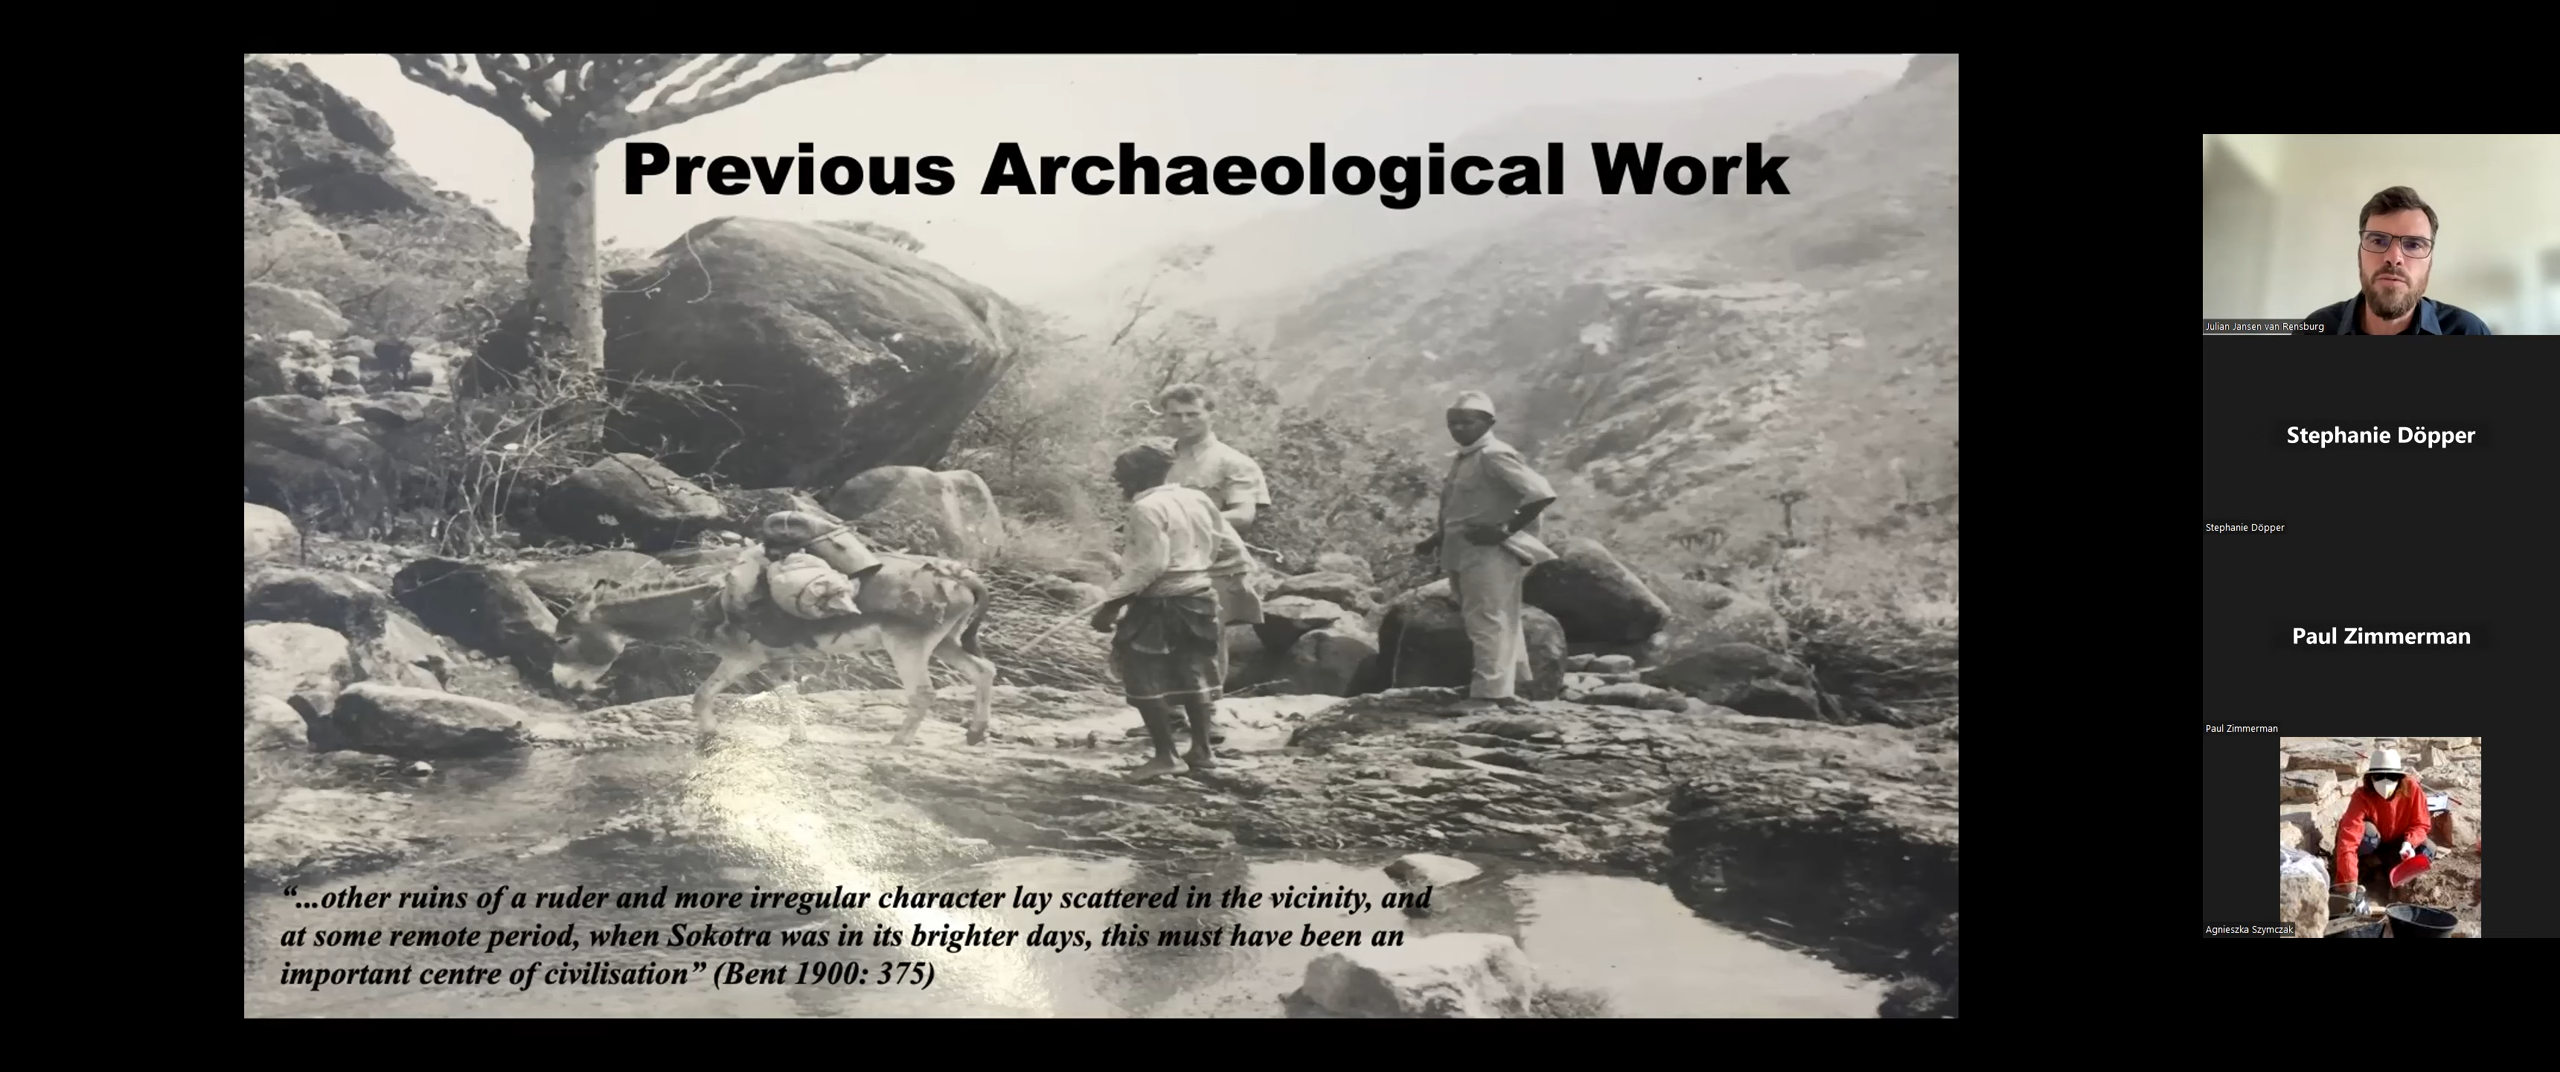 Previous Archaeological Work
“...other ruins of a ruder and more irregular character lay scattered in the vicinity, and
at some remote period, when Sokotra was in its brighter days, this must have been an
important centre of civilisation” (Bent 1900: 375)
Julian Jansen van Rensburg
Stephanie Döpper
Stephanie Döpper
Paul Zimmerman
Paul Zimmerman
Agnieszka Szymczak